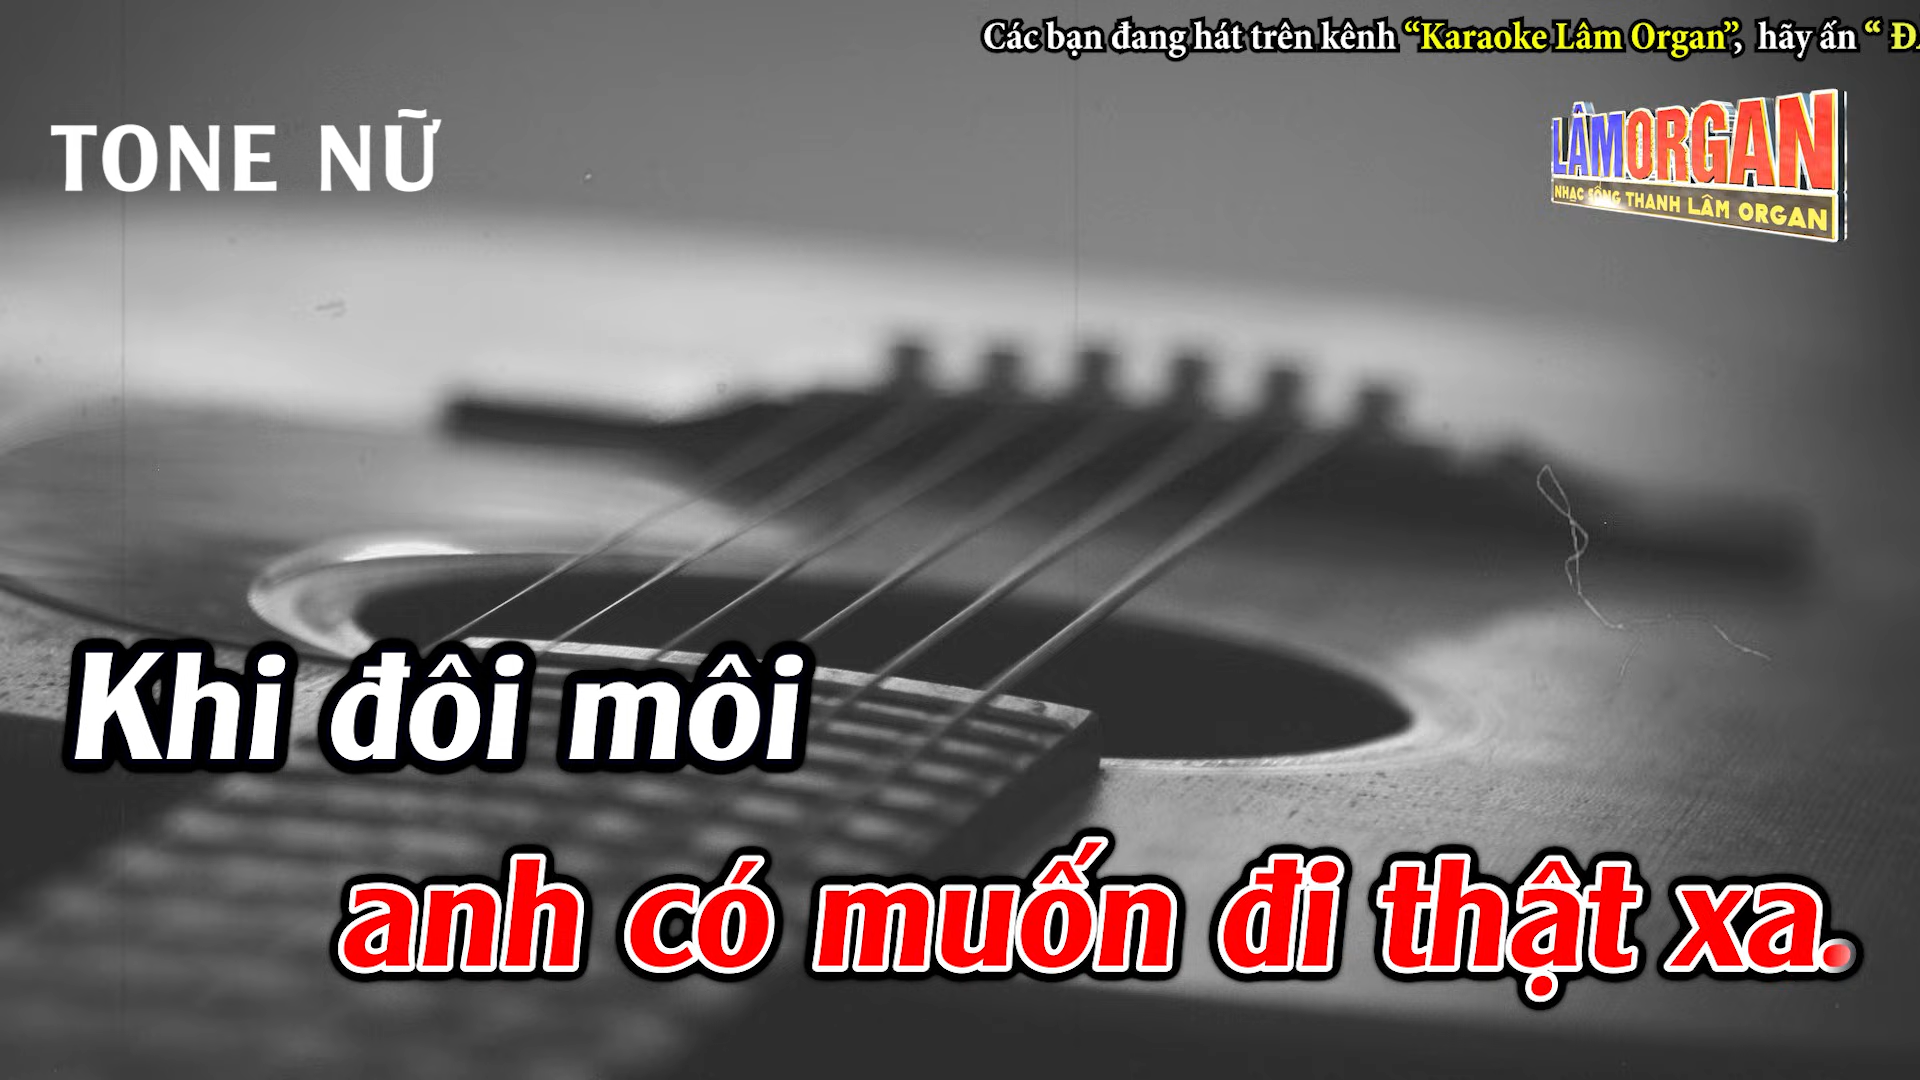 Các bạn đang hát trên kênh “Karaoke Lâm Organ”, hãy ấn “
TONE NỮ
LÂMORGAN
NHẠC SỐNG THANH LÂM ORGAN
Khi đôi môi
anh có muốn đi thật xa.